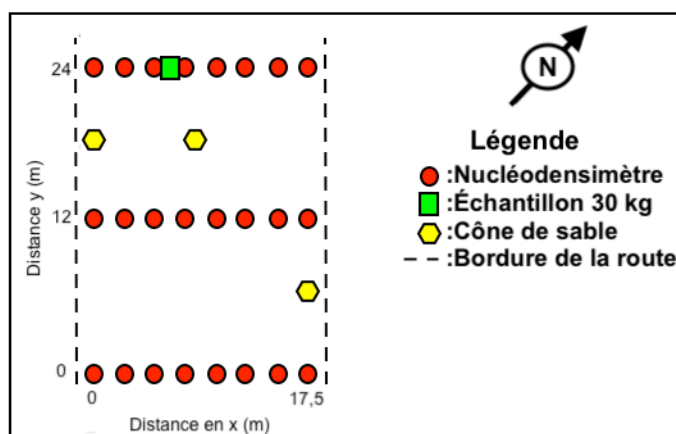 24
12
0
Distance y (m)
0
17,5
Distance en x (m)
N
Légende
:Nucléodensimètre
:Échantillon 30 kg
:Cône de sable
:Bordure de la route